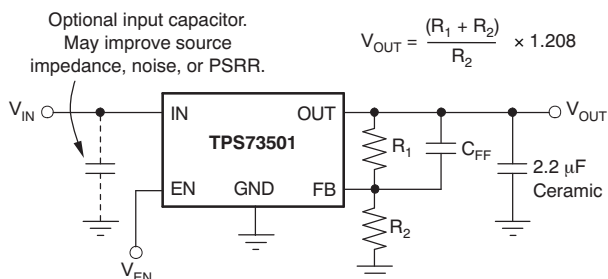 Optional input capacitor.
May improve source
impedance, noise, or PSRR.
V_OUT = (R_1 + R_2) / R_2 × 1.208
V_IN
IN
OUT
V_OUT
TPS73501
R_1
C_FF
2.2 μF
Ceramic
EN
GND
FB
R_2
V_EN